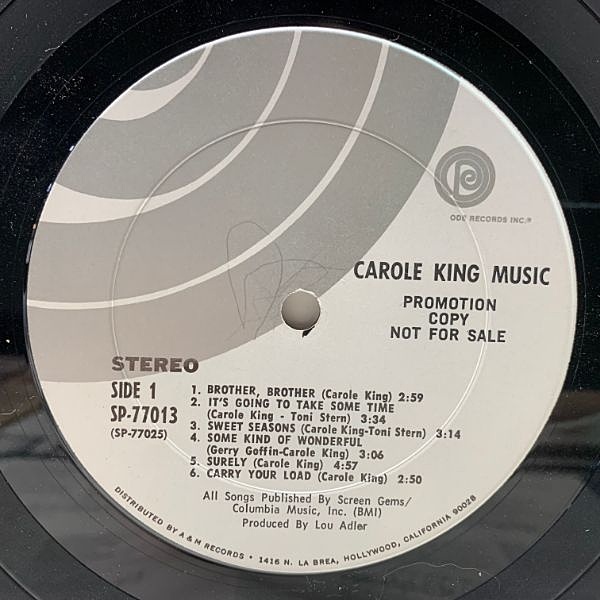 ODE RECORDS INC.®
CAROLE KING MUSIC
PROMOTION
COPY
NOT FOR SALE
STEREO
SIDE 1
SP-77013
(SP-77025)
1. BROTHER, BROTHER (Carole King) 2:59
2. IT'S GOING TO TAKE SOME TIME
(Carole King - Toni Stern) 3:34
3. SWEET SEASONS (Carole King-Toni Stern) 3:14
4. SOME KIND OF WONDERFUL
(Gerry Goffin-Carole King) 3:06
5. SURELY (Carole King) 4:57
6. CARRY YOUR LOAD (Carole King) 2:50
All Songs Published By Screen Gems/
Columbia Music, Inc. (BMI)
Produced By Lou Adler
DISTRIBUTED BY A & M RECORDS • 1416 N. LA BREA, HOLLYWOOD, CALIFORNIA 90028